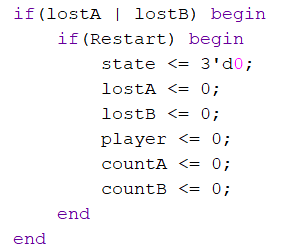 if(lostA | lostB) begin
    if(Restart) begin
        state <= 3'd0;
        lostA <= 0;
        lostB <= 0;
        player <= 0;
        countA <= 0;
        countB <= 0;
    end
end